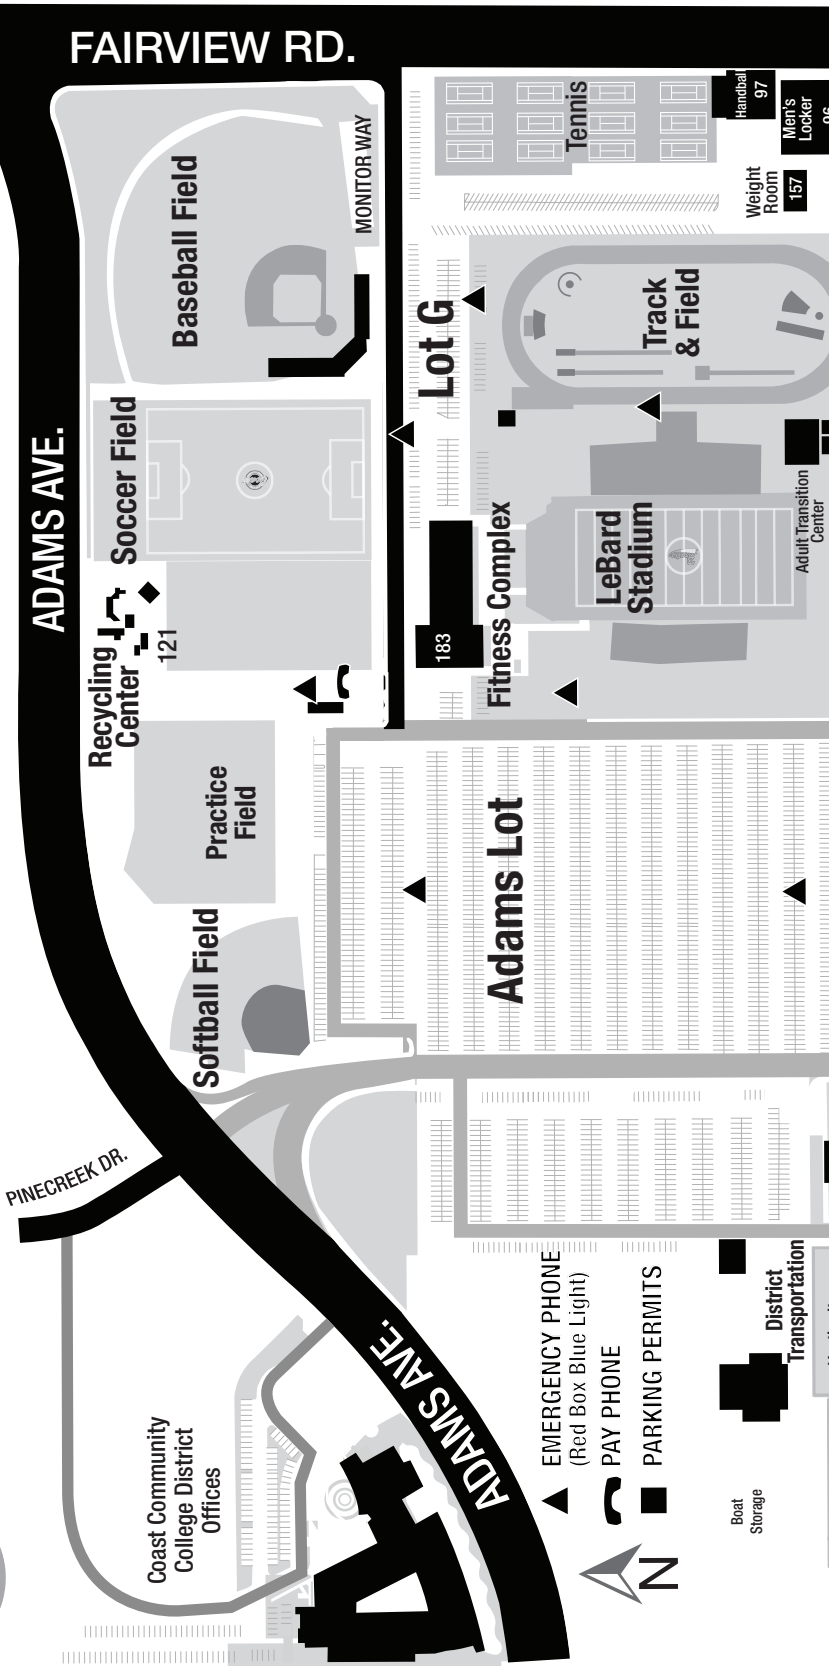 FAIRVIEW RD.
MONITOR WAY
Baseball Field
Tennis
Handball
97
Men's
Locker
Weight
Room
157
Lot G
Track
& Field
ADAMS AVE.
Soccer Field
Adult Transition
Center
LeBard
Stadium
Fitness Complex
183
121
Recycling
Center
Practice
Field
Adams Lot
Softball Field
PINECREEK DR.
ADAMS AVE.
EMERGENCY PHONE
(Red Box Blue Light)
PAY PHONE
PARKING PERMITS
District
Transportation
Boat
Storage
Coast Community
College District
Offices
N